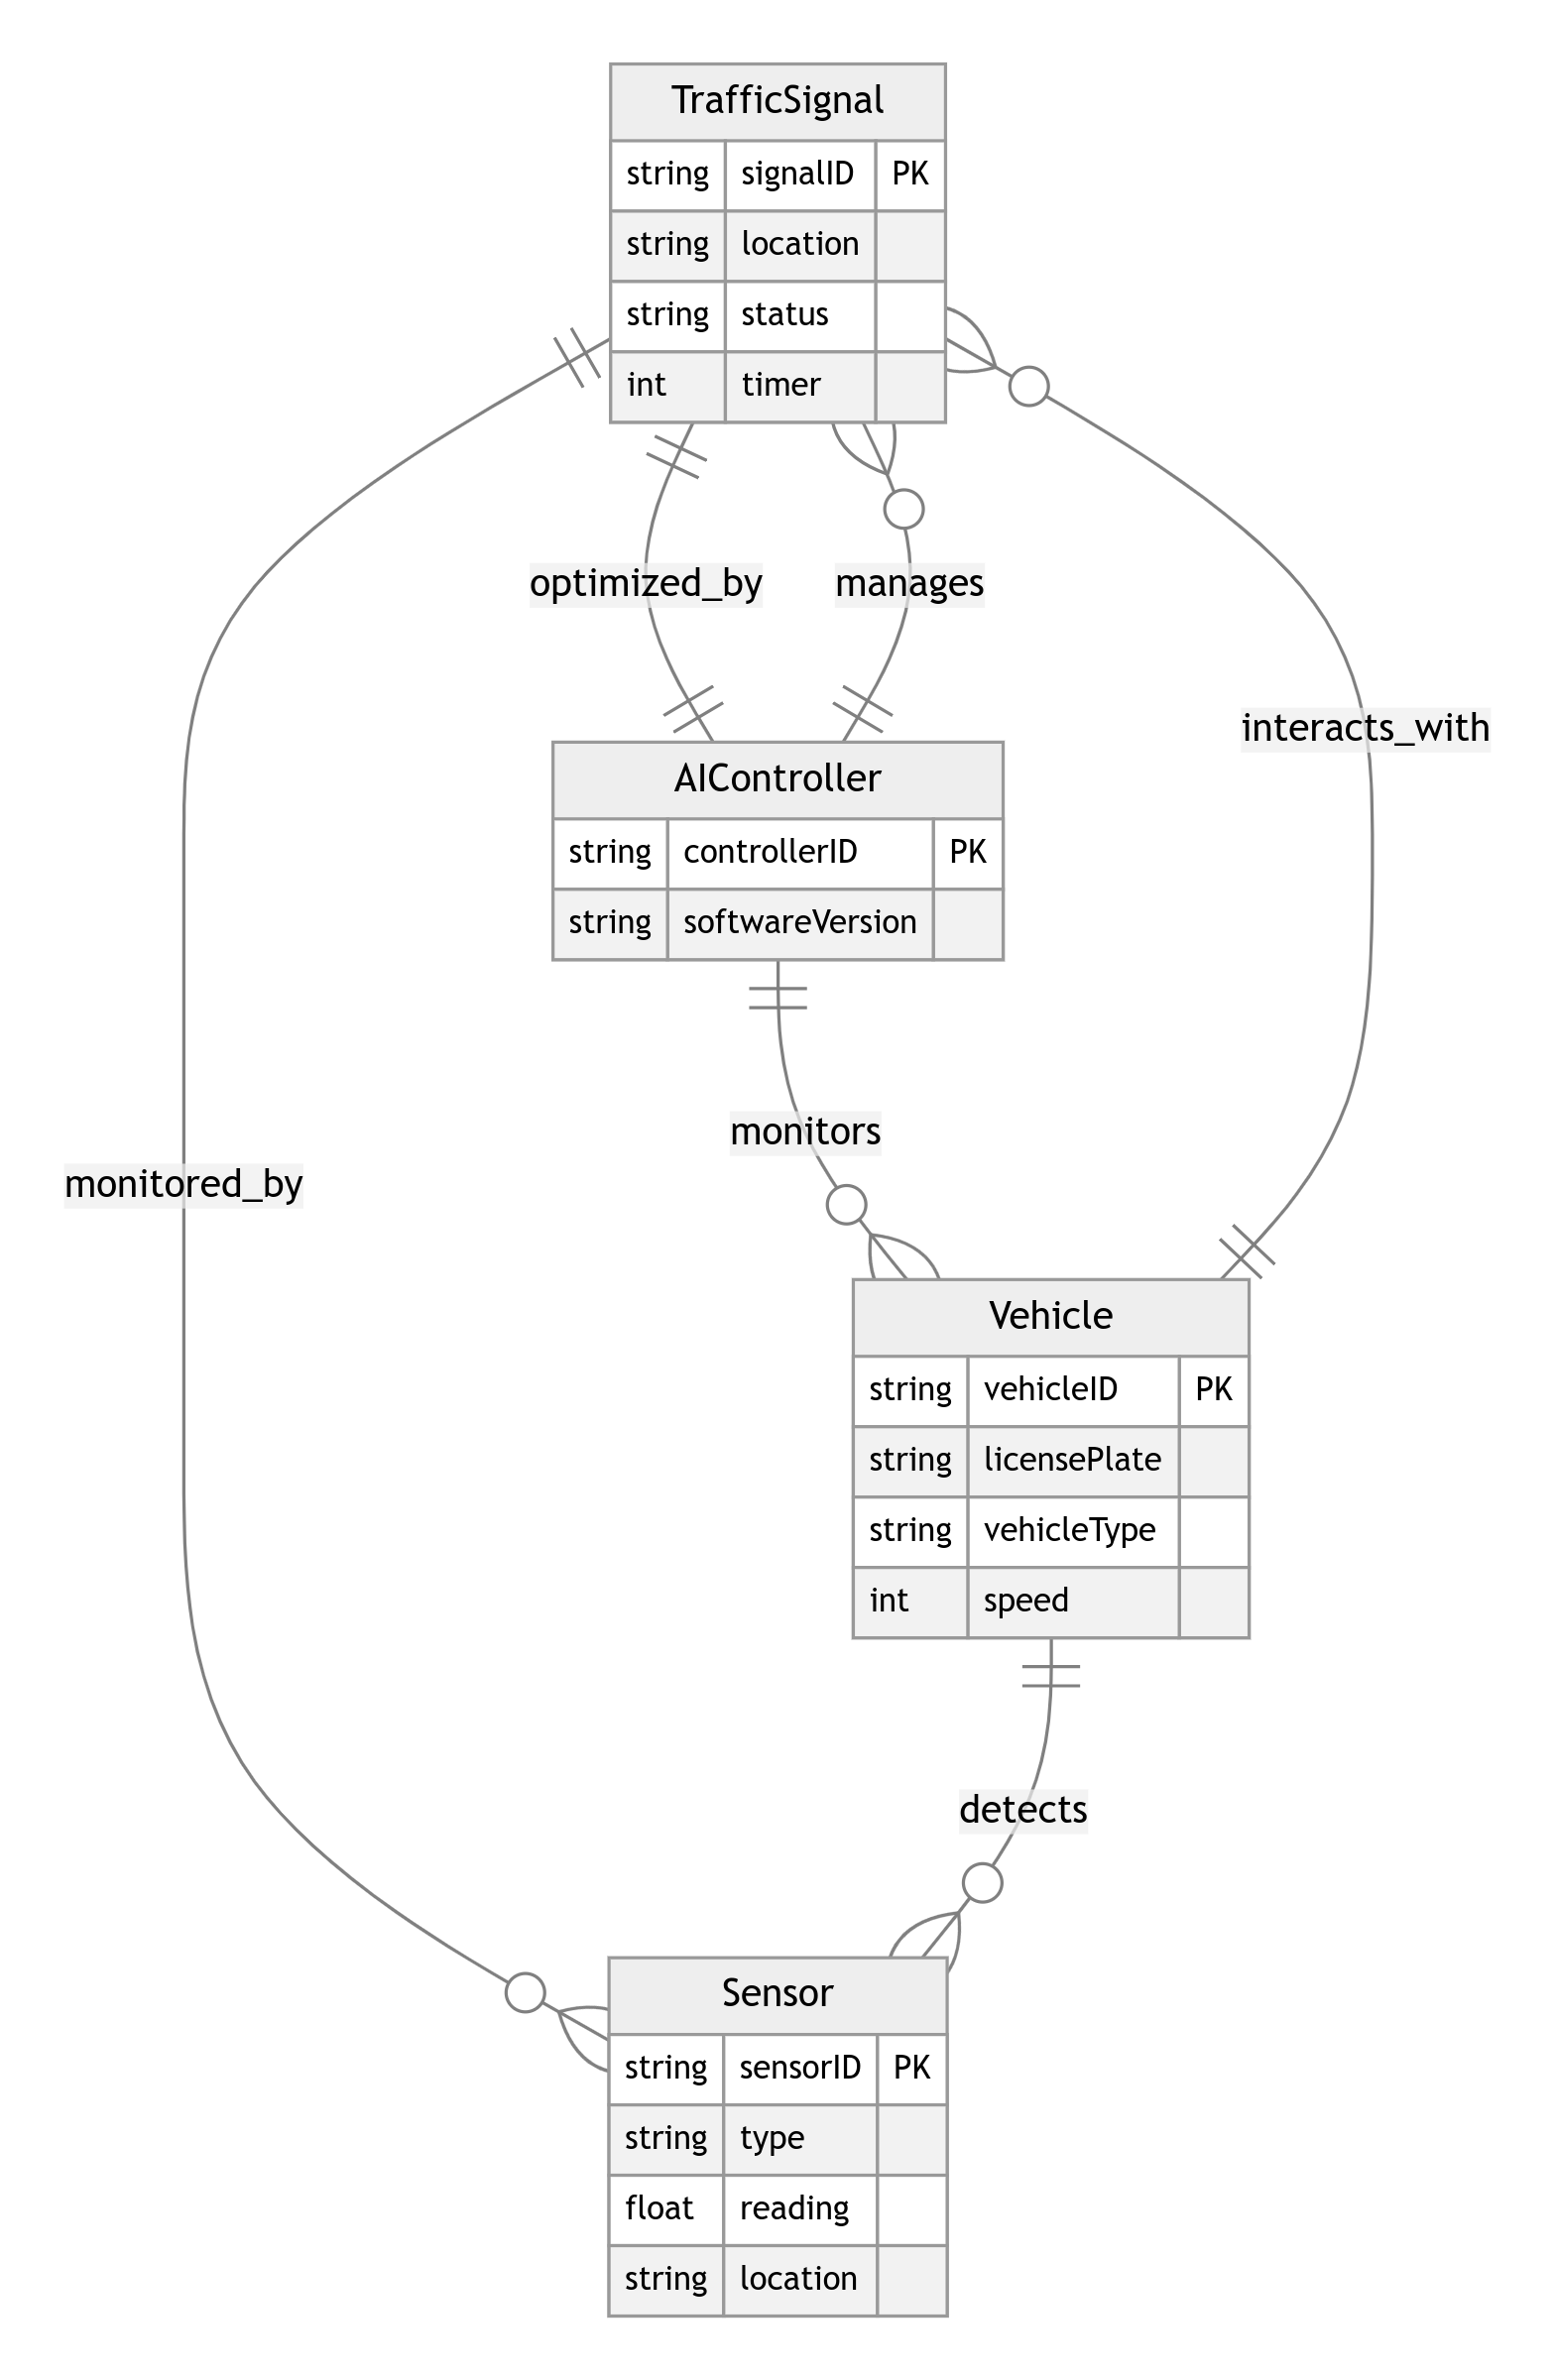 TrafficSignal
string signalID PK
string location
string status
int timer
optimized_by manages
interacts_with
AIController
string controllerID PK
string softwareVersion
monitors
monitored_by
Vehicle
string vehicleID PK
string licensePlate
string vehicleType
int speed
detects
Sensor
string sensorID PK
string type
float reading
string location